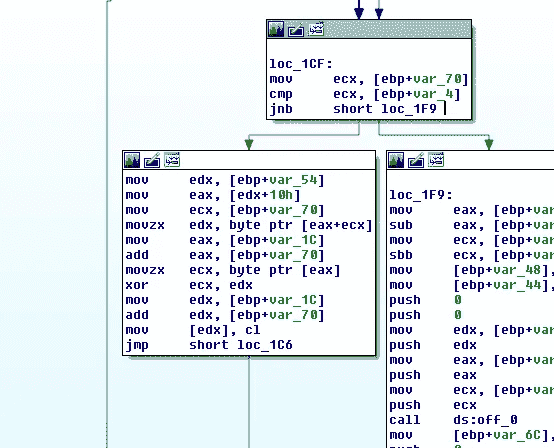 loc_1CF:
mov ecx, [ebp+var_70]
cmp ecx, [ebp+var_4]
jnb short loc_1F9
mov edx, [ebp+var_54]
mov eax, [edx+10h]
mov ecx, [ebp+var_70]
movzx edx, byte ptr [eax+ecx]
mov eax, [ebp+var_1C]
add eax, [ebp+var_70]
movzx ecx, byte ptr [eax]
xor ecx, edx
mov edx, [ebp+var_1C]
add edx, [ebp+var_70]
mov [edx], cl
jmp short loc_1C6
loc_1F9:
mov eax, [ebp+var
sub eax, [ebp+var
mov ecx, [ebp+var
sbb ecx, [ebp+var
mov [ebp+var_48],
mov [ebp+var_44],
push 0
push 0
mov edx, [ebp+var
push edx
mov eax, [ebp+var
push eax
mov ecx, [ebp+var
push ecx
call ds:off_0
mov [ebp+var_6C],
push 0